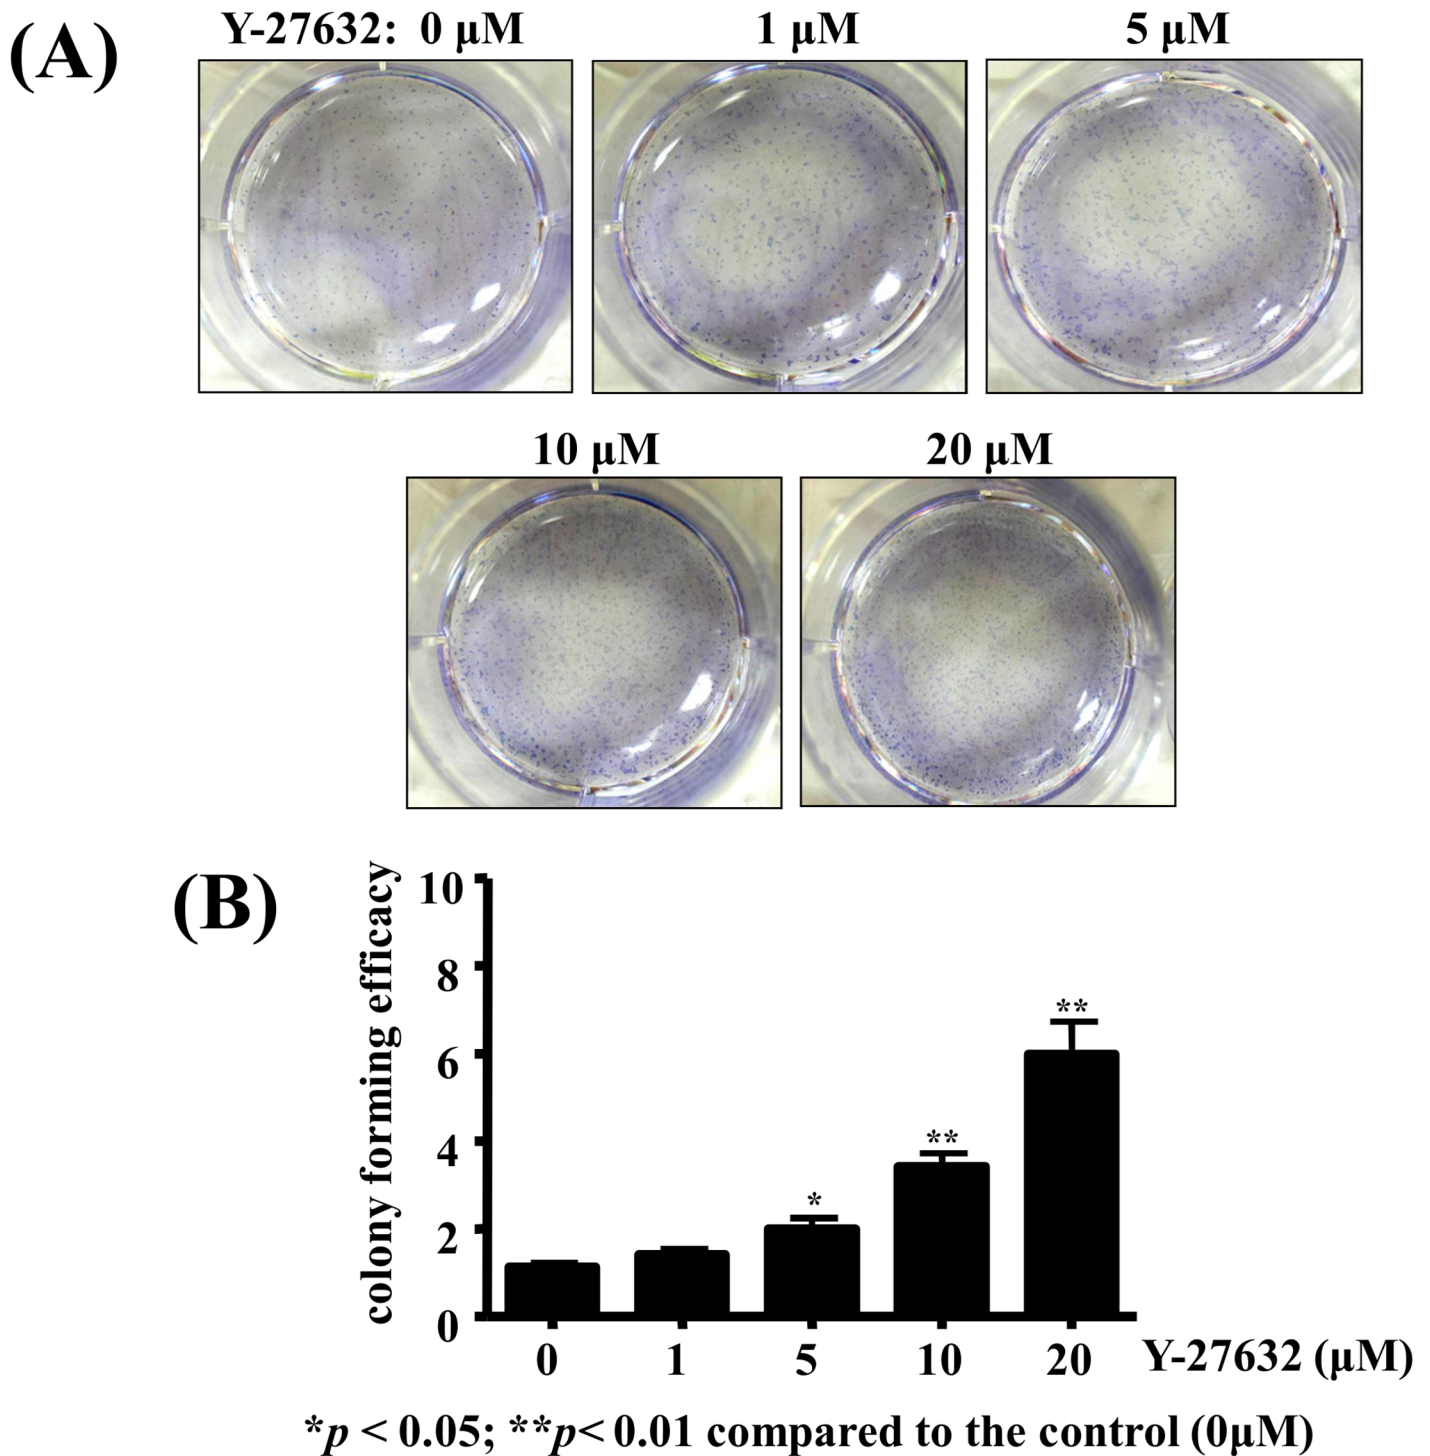 (A)
Y-27632: 0 μM
1 μM
5 μM
10 μM
20 μM
(B)
colony forming efficacy
10
8
6
4
2
0
*
**
**
0 1 5 10 20 Y-27632 (μM)
*p < 0.05; **p< 0.01 compared to the control (0μM)